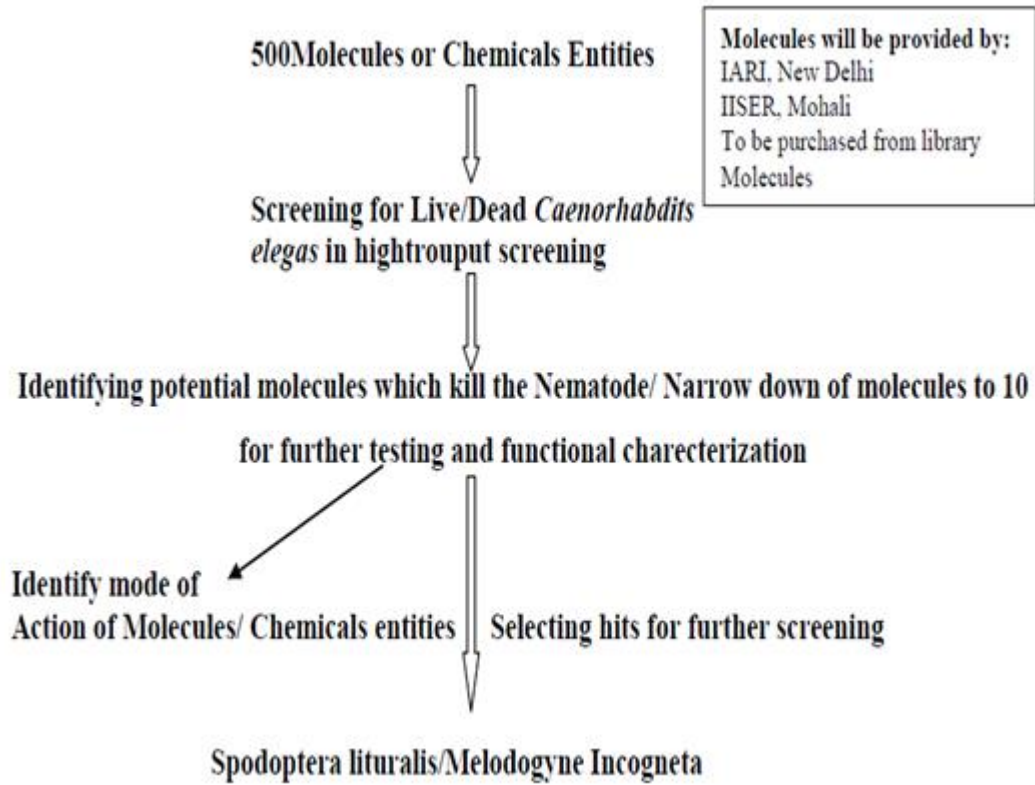 500Molecules or Chemicals Entities
Molecules will be provided by:
IARI, New Delhi
IISER, Mohali
To be purchased from library
Molecules
Screening for Live/Dead Caenorhabdits
elegas in hightrouput screening
Identifying potential molecules which kill the Nematode/ Narrow down of molecules to 10
for further testing and functional charecterization
Identify mode of
Action of Molecules/ Chemicals entities
Selecting hits for further screening
Spodoptera lituralis/Melodogyne Incogneta